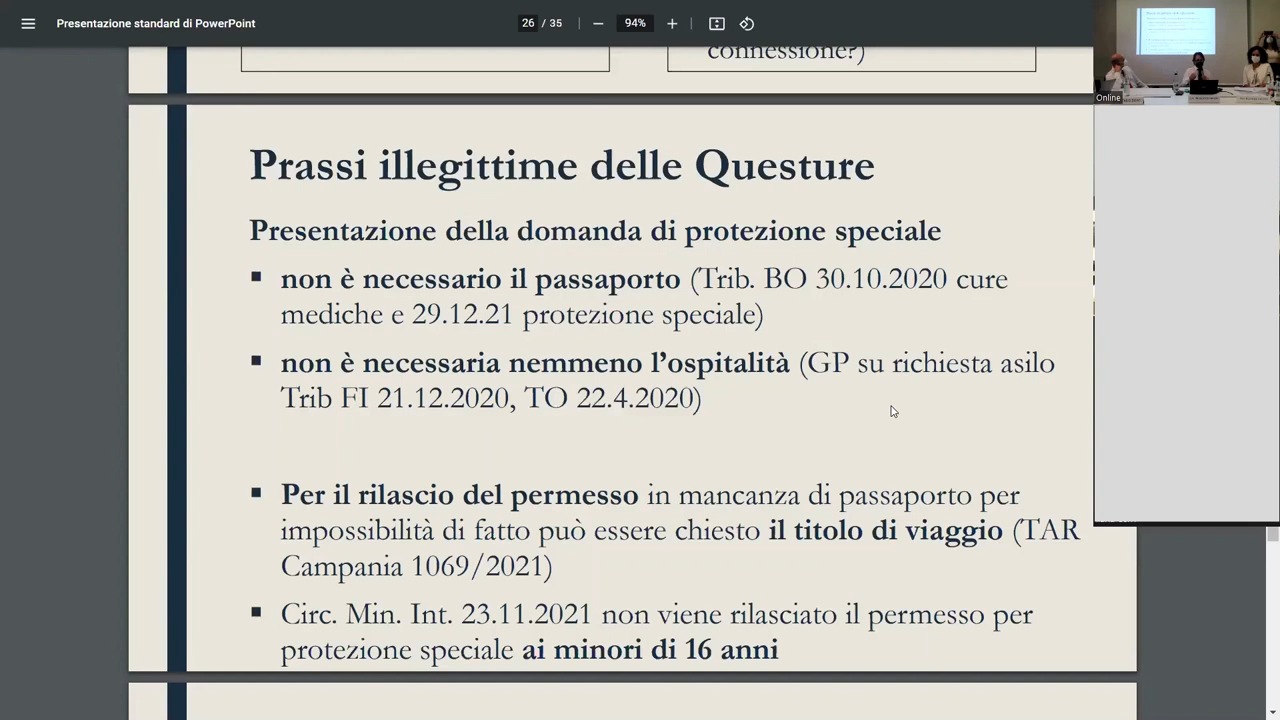 Presentazione standard di PowerPoint
26 / 35
94%
connessione?)
Online
Prassi illegittime delle Questure
Presentazione della domanda di protezione speciale
▪ non è necessario il passaporto (Trib. BO 30.10.2020 cure
mediche e 29.12.21 protezione speciale)
▪ non è necessaria nemmeno l’ospitalità (GP su richiesta asilo
Trib FI 21.12.2020, TO 22.4.2020)
▪ Per il rilascio del permesso in mancanza di passaporto per
impossibilità di fatto può essere chiesto il titolo di viaggio (TAR
Campania 1069/2021)
▪ Circ. Min. Int. 23.11.2021 non viene rilasciato il permesso per
protezione speciale ai minori di 16 anni